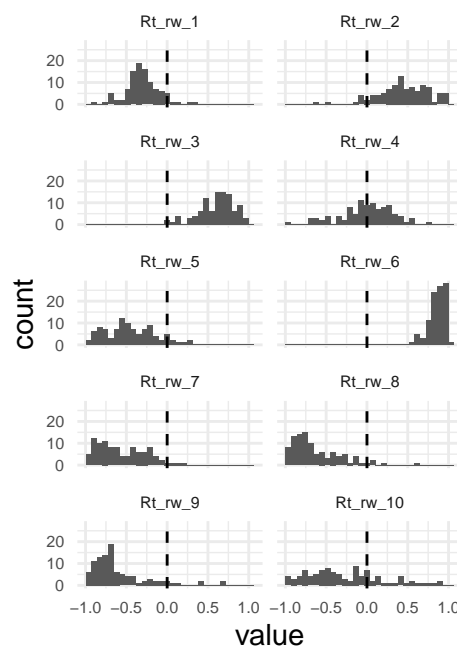 Rt_rw_1 Rt_rw_2
20
10
0
Rt_rw_3 Rt_rw_4
20
10
0
Rt_rw_5 Rt_rw_6
20
10
0
Rt_rw_7 Rt_rw_8
20
10
0
Rt_rw_9 Rt_rw_10
20
10
0
−1.0 −0.5 0.0 0.5 1.0 −1.0 −0.5 0.0 0.5 1.0
value
count